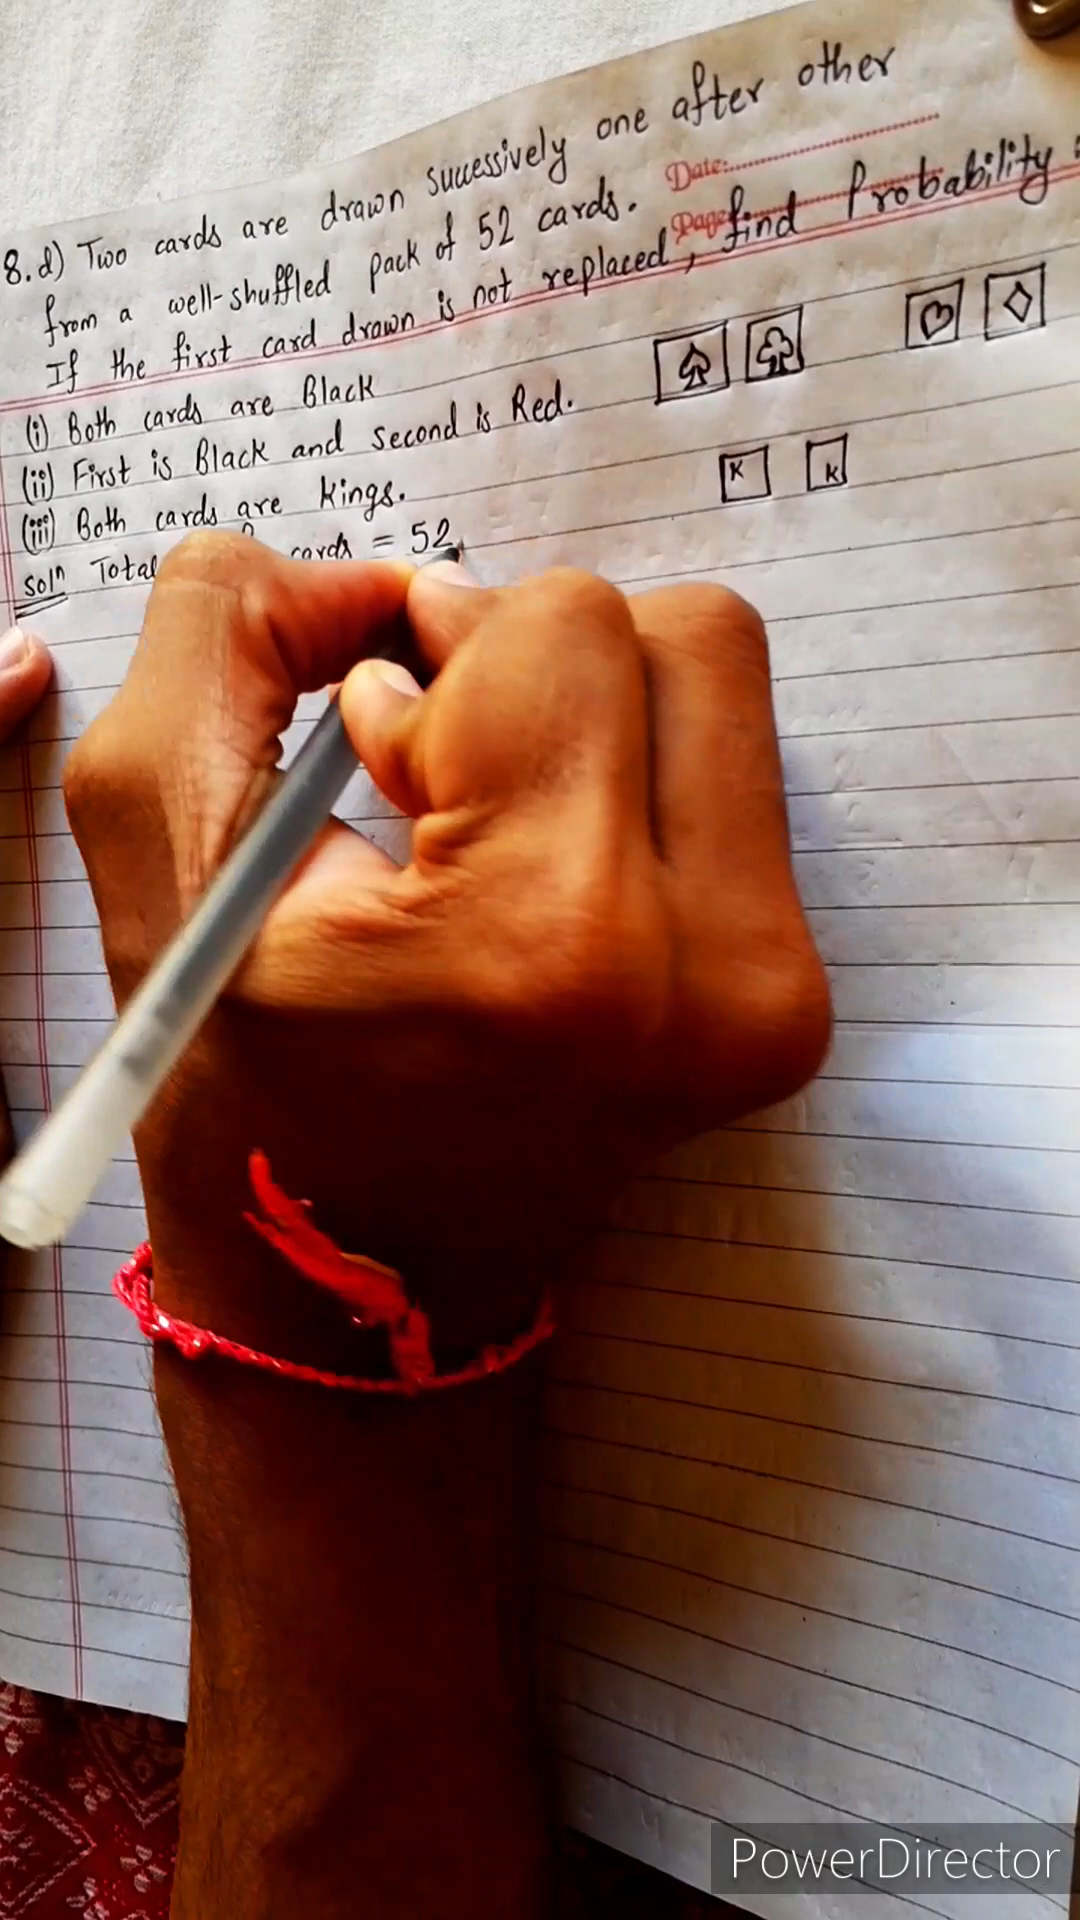 8.d) Two cards are drawn successively one after other
Date:
from a well-shuffled pack of 52 cards.
Page
If the first card drawn is not replaced, find Probability :
(i) Both cards are Black
(ii) First is Black and second is Red.
(iii) Both cards are kings.
K K
Solⁿ Total cards = 52
PowerDirector